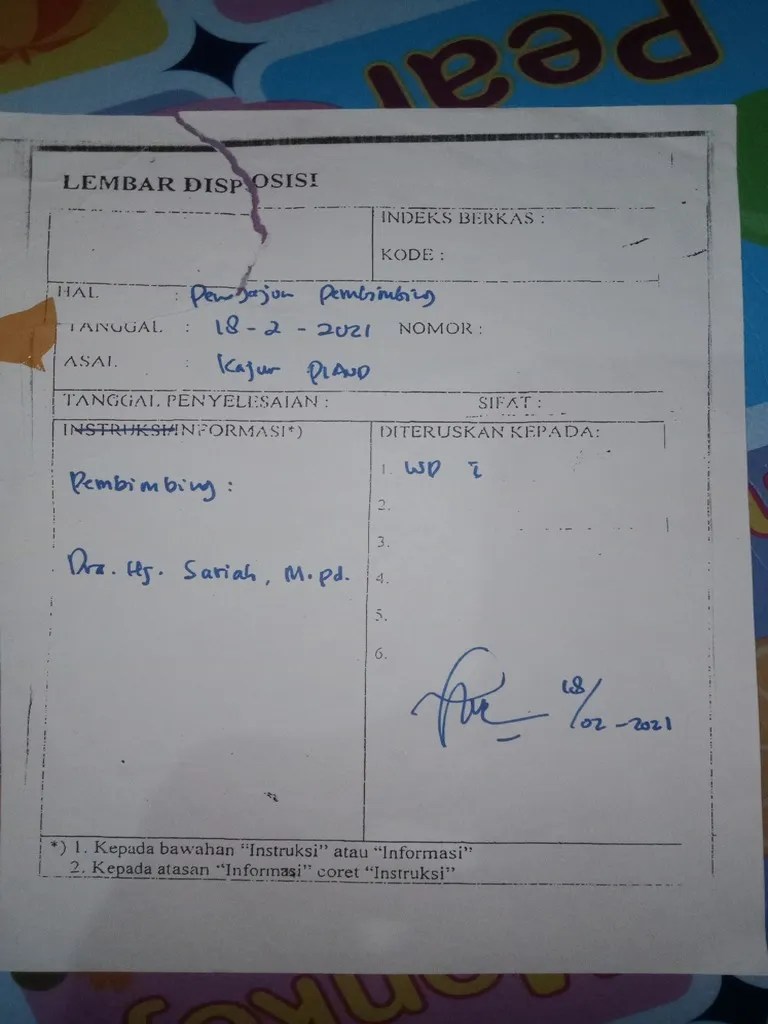 Pear
LEMBAR DISPOSISI
INDEKS BERKAS :
KODE :
HAL : Pengajuan Pembimbing
TANGGAL : 18-2-2021 NOMOR :
ASAL : Kajur PIAUD
TANGGAL PENYELESAIAN : SIFAT :
INSTRUKSI/INFORMASI*) DITERUSKAN KEPADA:
Pembimbing :
Dra. Hj. Sariah, M.pd.
1. WD I
2.
3.
4.
5.
6.
18/02-2021
*) 1. Kepada bawahan “Instruksi” atau “Informasi”
2. Kepada atasan “Informasi” coret “Instruksi”